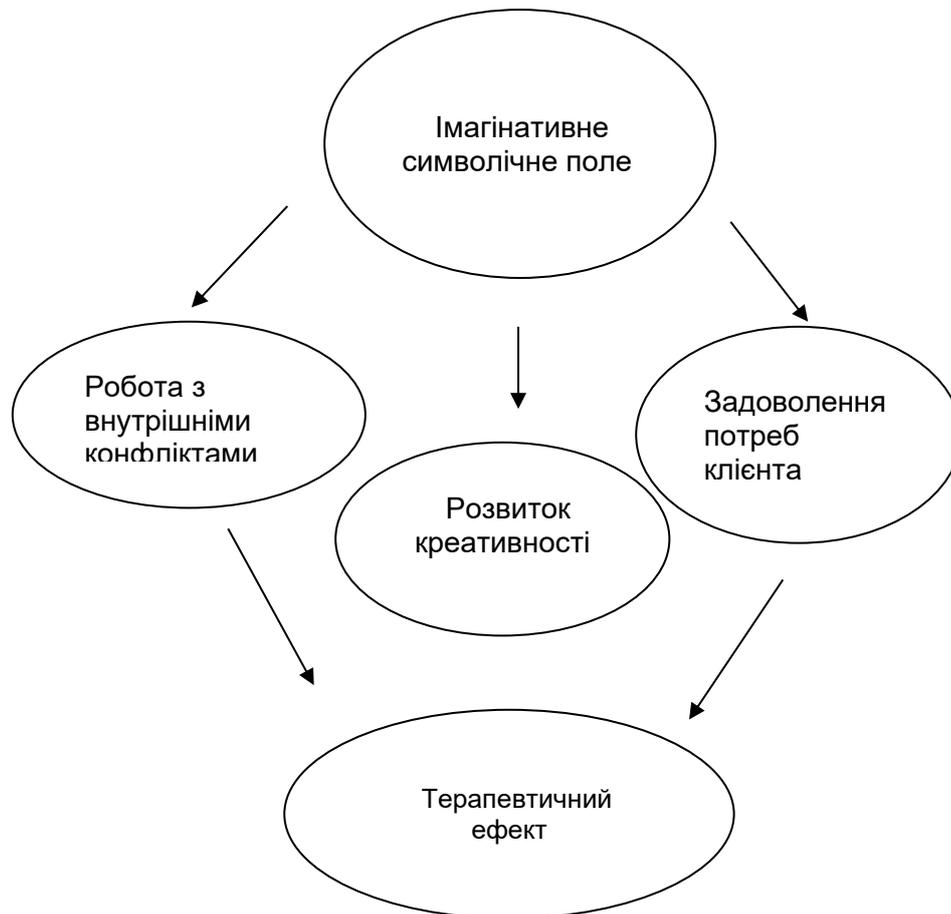 Імагінативне
символічне поле
Робота з
внутрішніми
конфліктами
Розвиток
креативності
Задоволення
потреб
клієнта
Терапевтичний
ефект